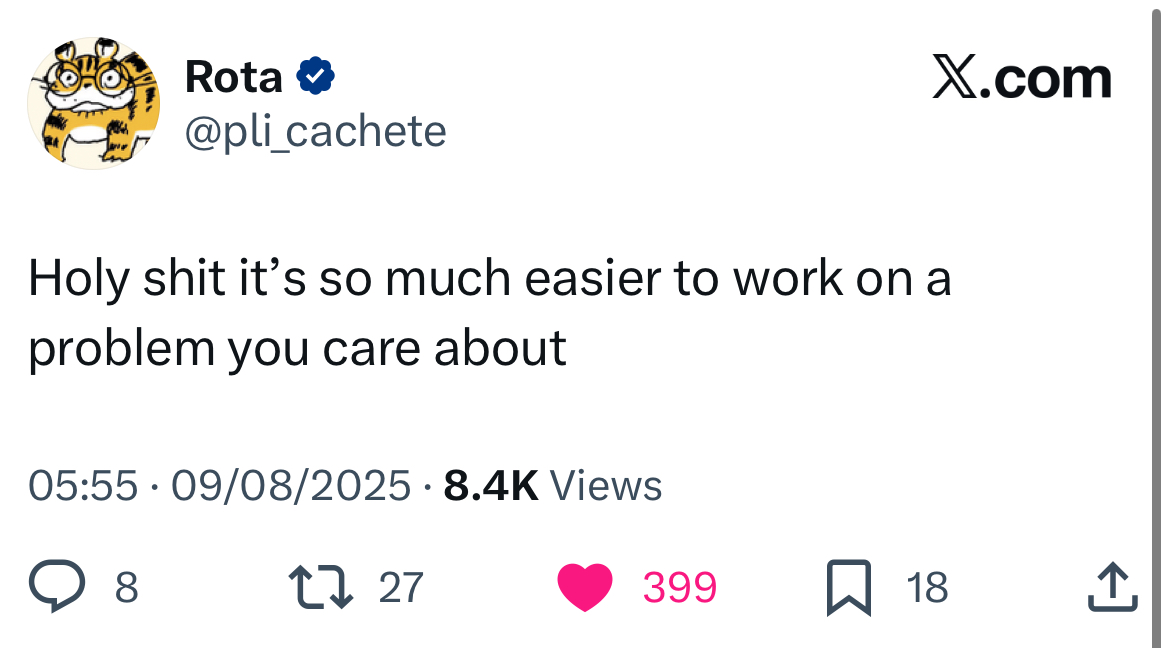 Rota
X.com
@pli_cachete
Holy shit it’s so much easier to work on a
problem you care about
05:55 · 09/08/2025 · 8.4K Views
8 27 399 18